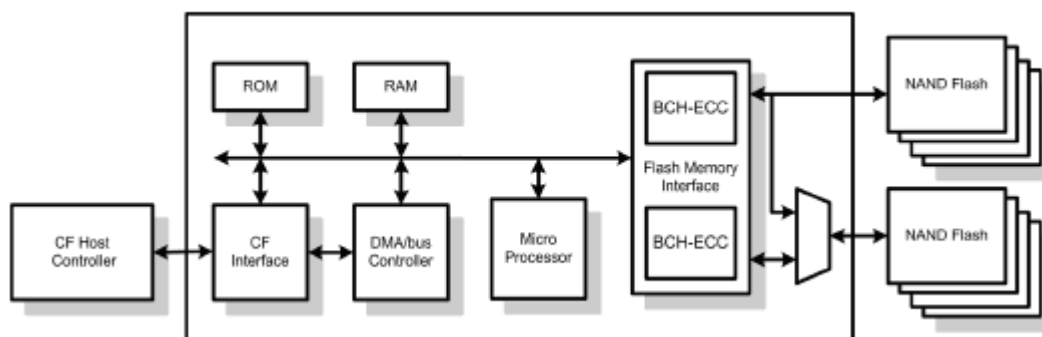 ROM
RAM
BCH-ECC
NAND Flash
Flash Memory
Interface
CF Host
Controller
CF
Interface
DMA/bus
Controller
Micro
Processor
BCH-ECC
NAND Flash